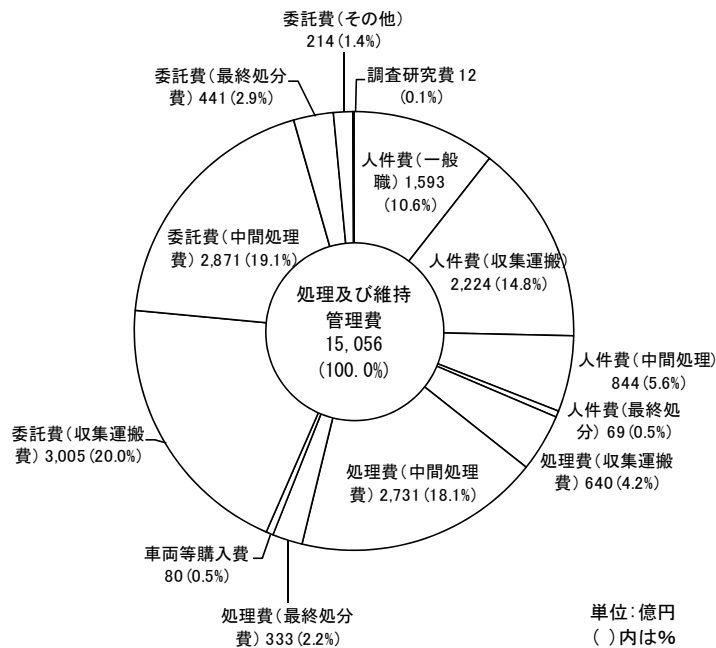 委託費(その他)
214(1.4%)
調査研究費12
(0.1%)
委託費(最終処分
費)441(2.9%)
人件費(一般
職)1,593
(10.6%)
委託費(中間処理
費)2,871(19.1%)
人件費(収集運搬)
2,224(14.8%)
処理及び維持
管理費
15,056
(100.0%)
人件費(中間処理)
844(5.6%)
人件費(最終処
分)69(0.5%)
委託費(収集運搬
費)3,005(20.0%)
処理費(収集運搬
費)640(4.2%)
処理費(中間処理
費)2,731(18.1%)
車両等購入費
80(0.5%)
処理費(最終処分
費)333(2.2%)
単位:億円
( )内は%